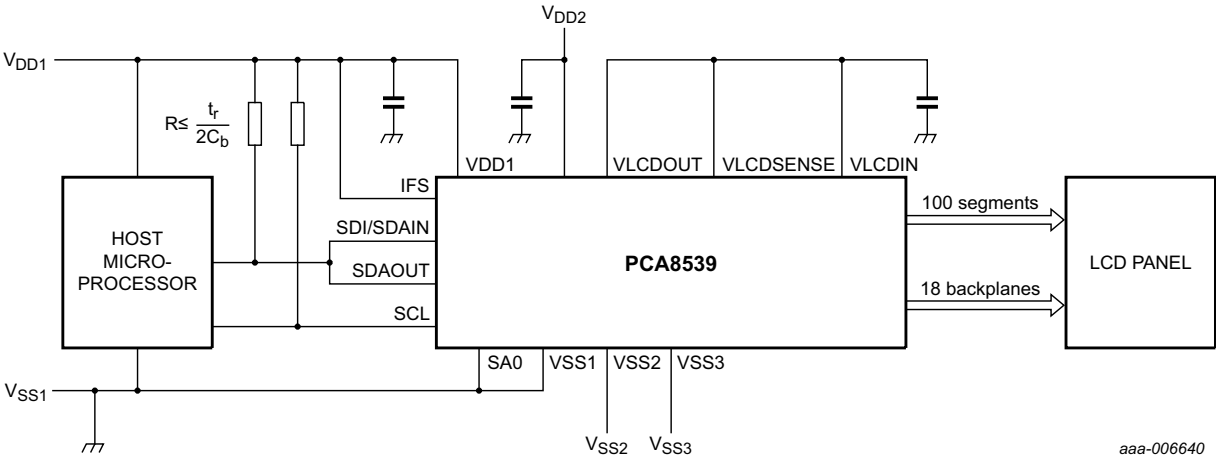 VDD2
VDD1
R≤ tr
2Cb
VDD1
VLCDOUT
VLCDSENSE
VLCDIN
IFS
100 segments
SDI/SDAIN
HOST
MICRO-
PROCESSOR
PCA8539
LCD PANEL
SDAOUT
18 backplanes
SCL
SA0
VSS1
VSS2
VSS3
VSS1
VSS2
VSS3
aaa-006640